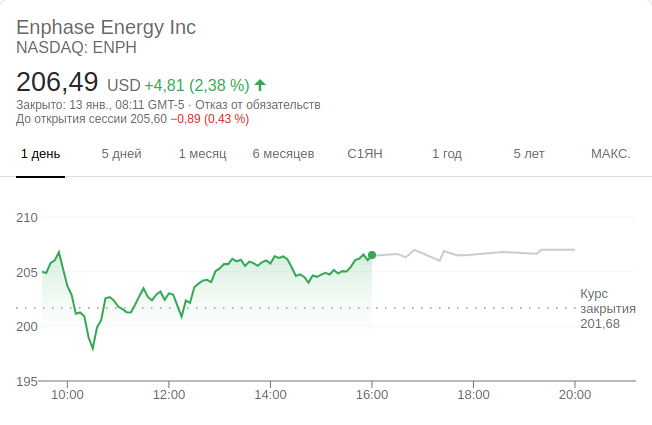 Enphase Energy Inc
NASDAQ: ENPH
206,49 USD +4,81 (2,38 %)
Закрыто: 13 янв., 08:11 GMT-5 · Отказ от обязательств
До открытия сессии 205,60 −0,89 (0,43 %)
1 день 5 дней 1 месяц 6 месяцев С1ЯН 1 год 5 лет МАКС.
210
205
Курс
закрытия
201,68
200
195
10:00 12:00 14:00 16:00 18:00 20:00